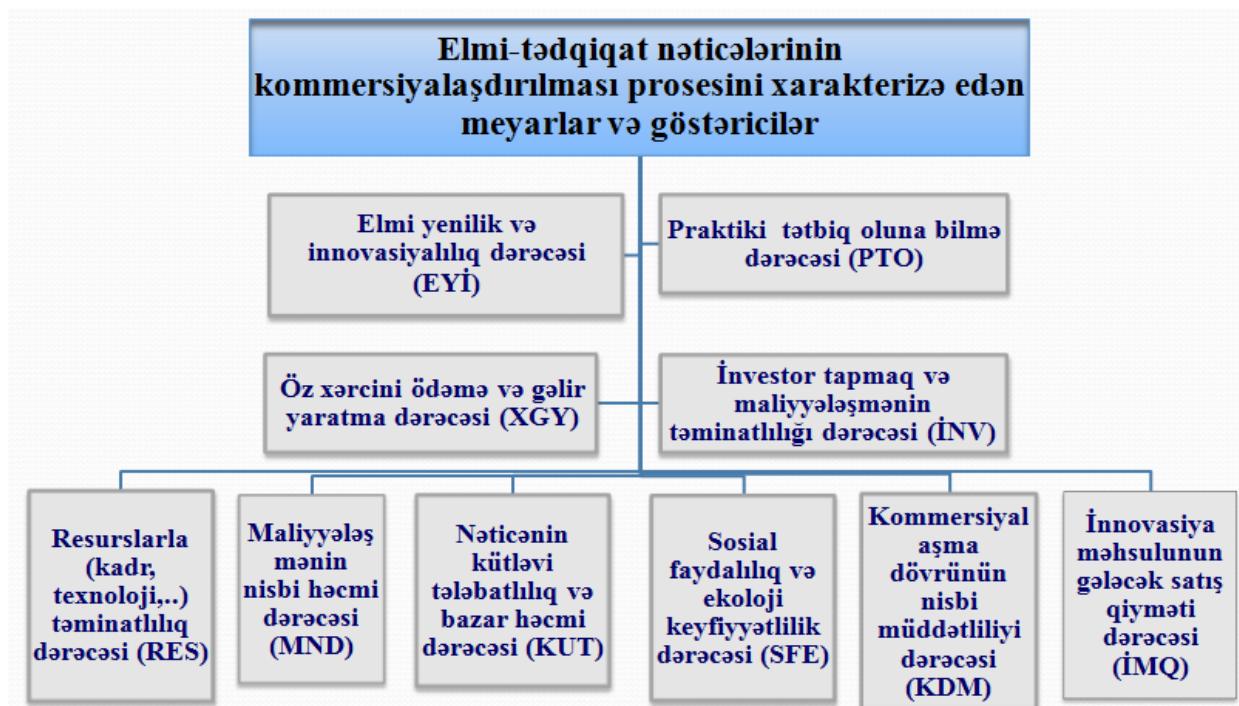 Elmi-tədqiqat nəticələrinin
kommersiyalaşdırılması prosesini xarakterizə edən
meyarlar və göstəricilər
Elmi yenilik və
innovasiyalılıq dərəcəsi
(EYİ)
Praktiki tətbiq oluna bilmə
dərəcəsi (PTO)
Öz xərcini ödəmə və gəlir
yaratma dərəcəsi (XGY)
İnvestor tapmaq və
maliyyələşmənin
təminatlılığı dərəcəsi (İNV)
Resurslarla
(kadr,
texnoloji,..)
təminatlılıq
dərəcəsi (RES)
Maliyyələş
mənin
nisbi həcmi
dərəcəsi
(MND)
Nəticənin
kütləvi
tələbatlılıq və
bazar həcmi
dərəcəsi (KUT)
Sosial
faydalılıq və
ekoloji
keyfiyyətlilik
dərəcəsi (SFE)
Kommersiyal
aşma
dövrünün
nisbi
müddətliliyi
dərəcəsi
(KDM)
İnnovasiya
məhsulunun
gələcək satış
qiyməti
dərəcəsi
(İMQ)